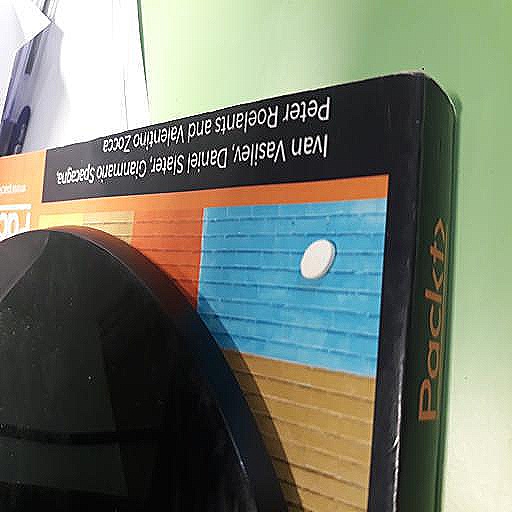 Ivan Vasilev, Daniel Slater, Gianmario Spacagna,
Peter Roelants and Valentino Zocca
Packt>